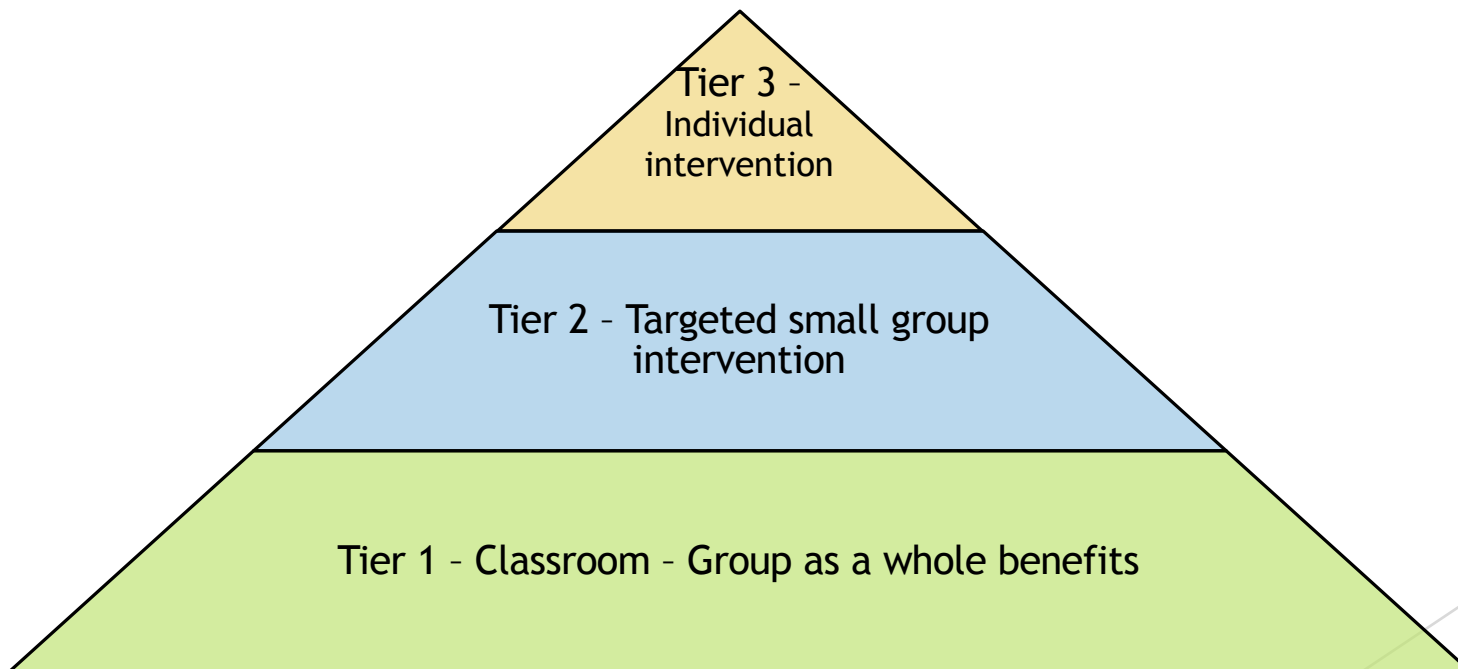 Tier 3 –
Individual
intervention
Tier 2 – Targeted small group
intervention
Tier 1 – Classroom – Group as a whole benefits